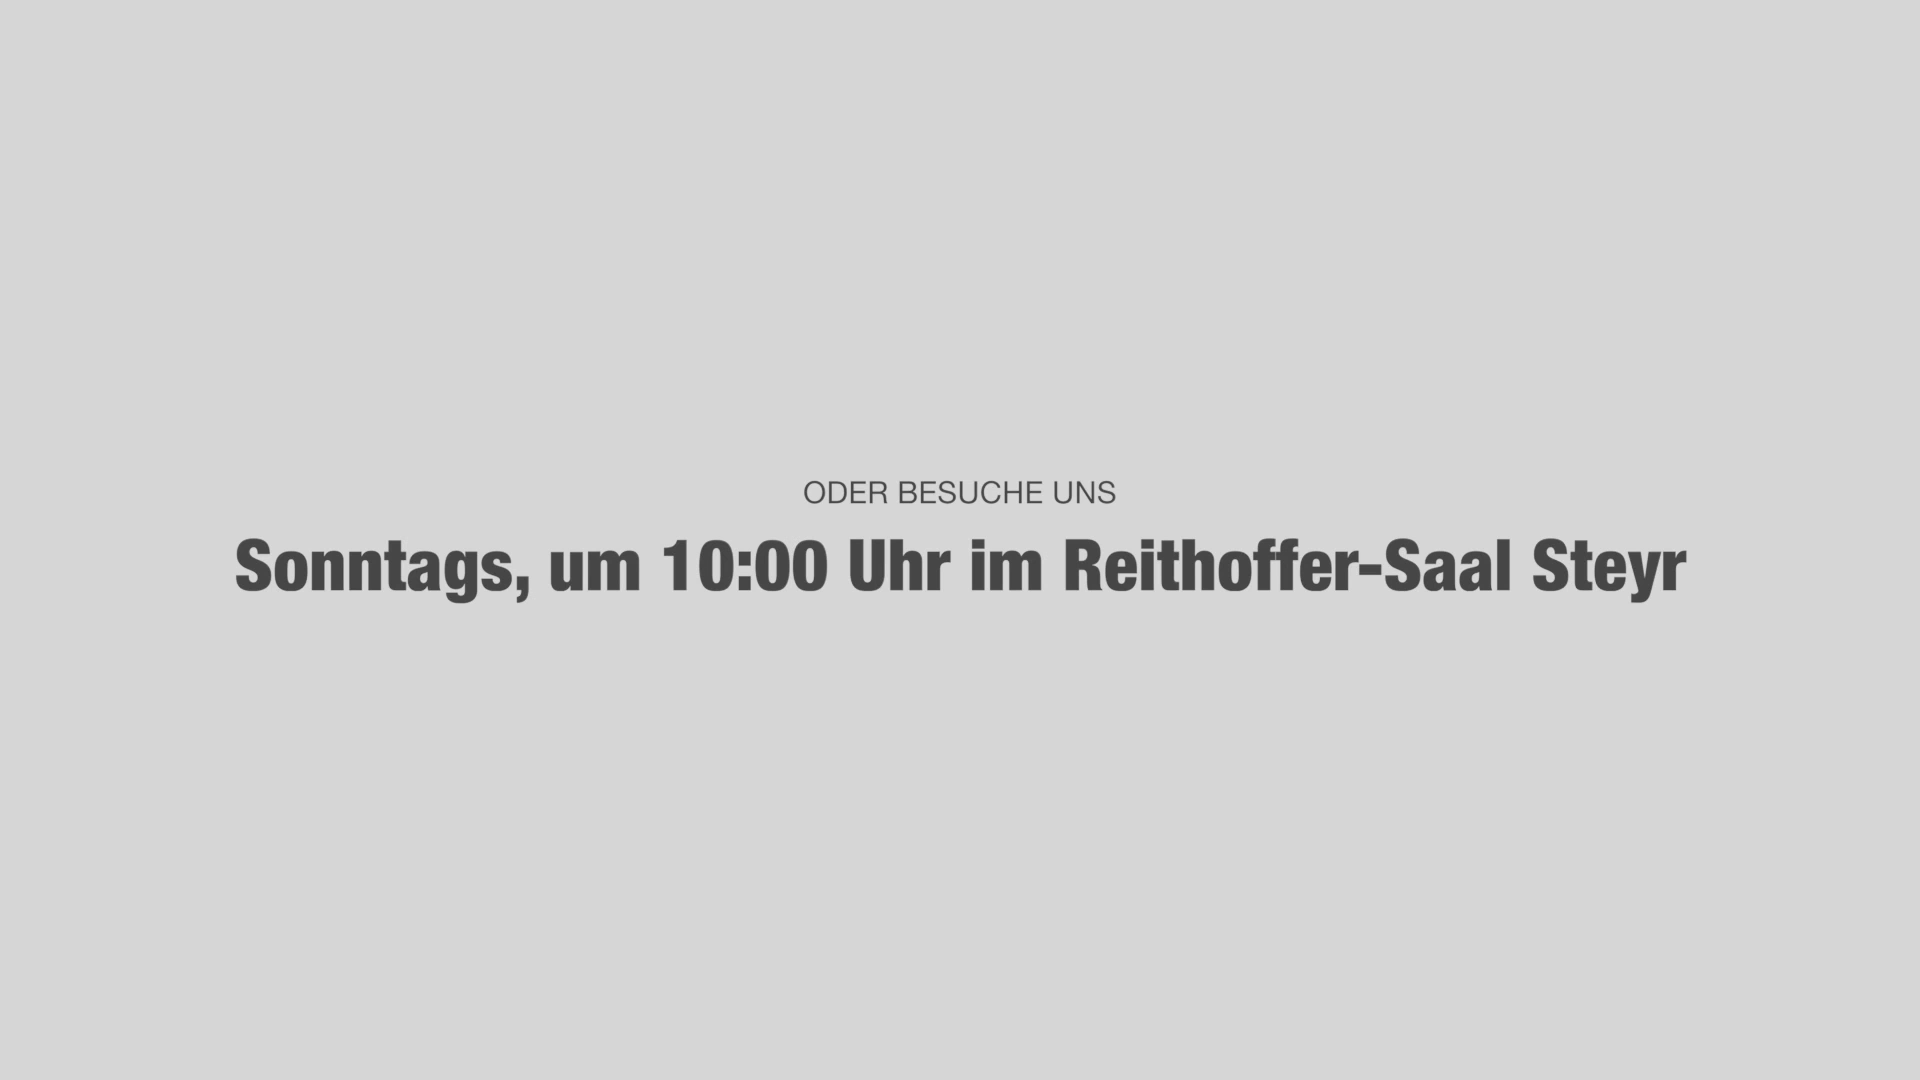 ODER BESUCHE UNS
Sonntags, um 10:00 Uhr im Reithoffer-Saal Steyr